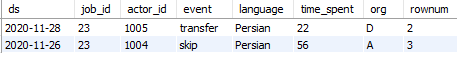 ds job_id actor_id event language time_spent org rownum
2020-11-28 23 1005 transfer Persian 22 D 2
2020-11-26 23 1004 skip Persian 56 A 3